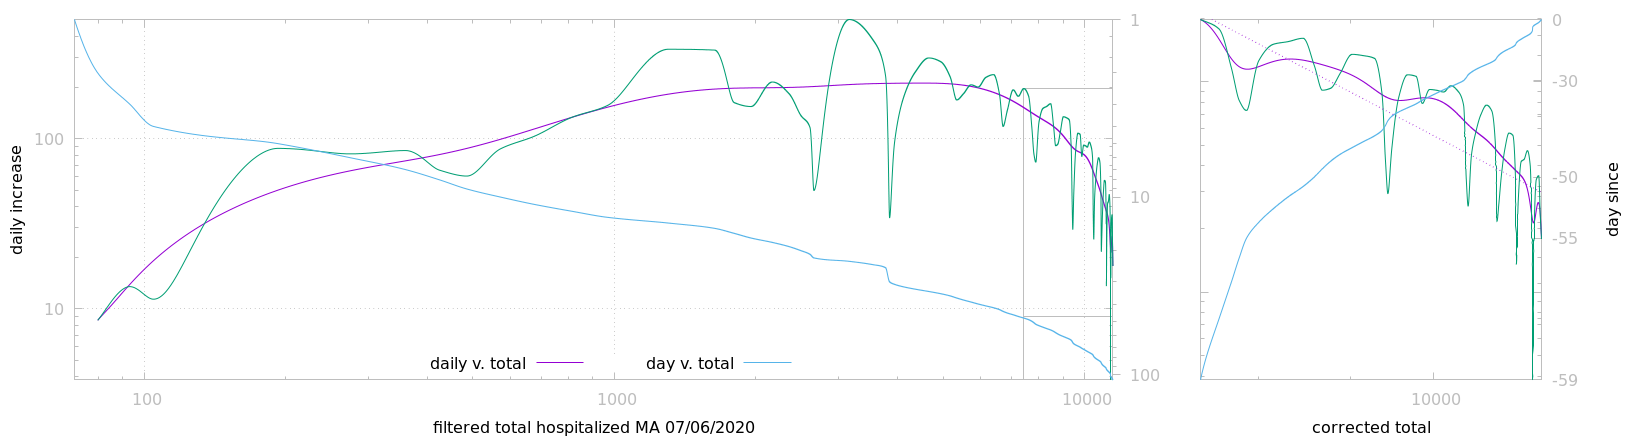 daily increase
100
10
100
1000
10000
1
10
100
daily v. total
day v. total
filtered total hospitalized MA 07/06/2020
0
-30
-50
-55
-59
10000
day since
corrected total